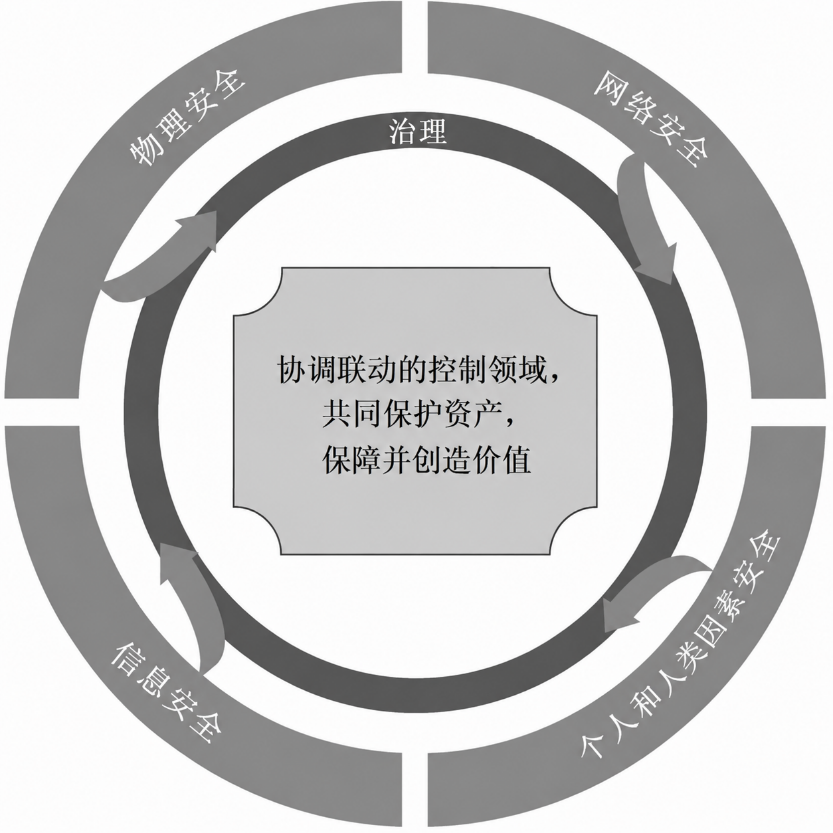 物理安全
网络安全
治理
协调联动的控制领域，
共同保护资产，
保障并创造价值
信息安全
个人和人类因素安全